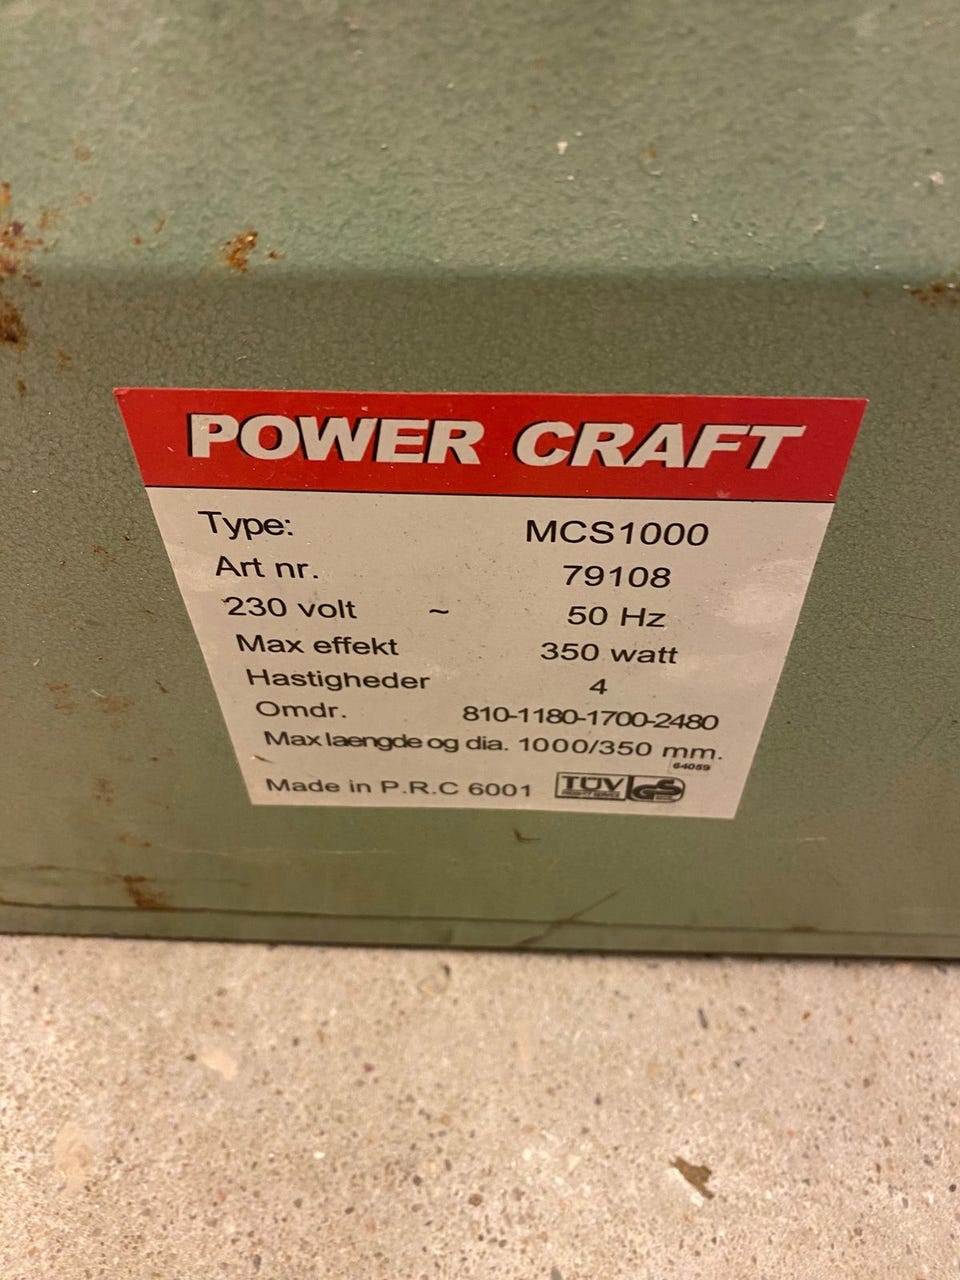 POWER CRAFT
Type: MCS1000
Art nr. 79108
230 volt ~ 50 Hz
Max effekt 350 watt
Hastigheder 4
Omdr. 810-1180-1700-2480
Max laengde og dia. 1000/350 mm.
64059
Made in P.R.C 6001 TÜV GS